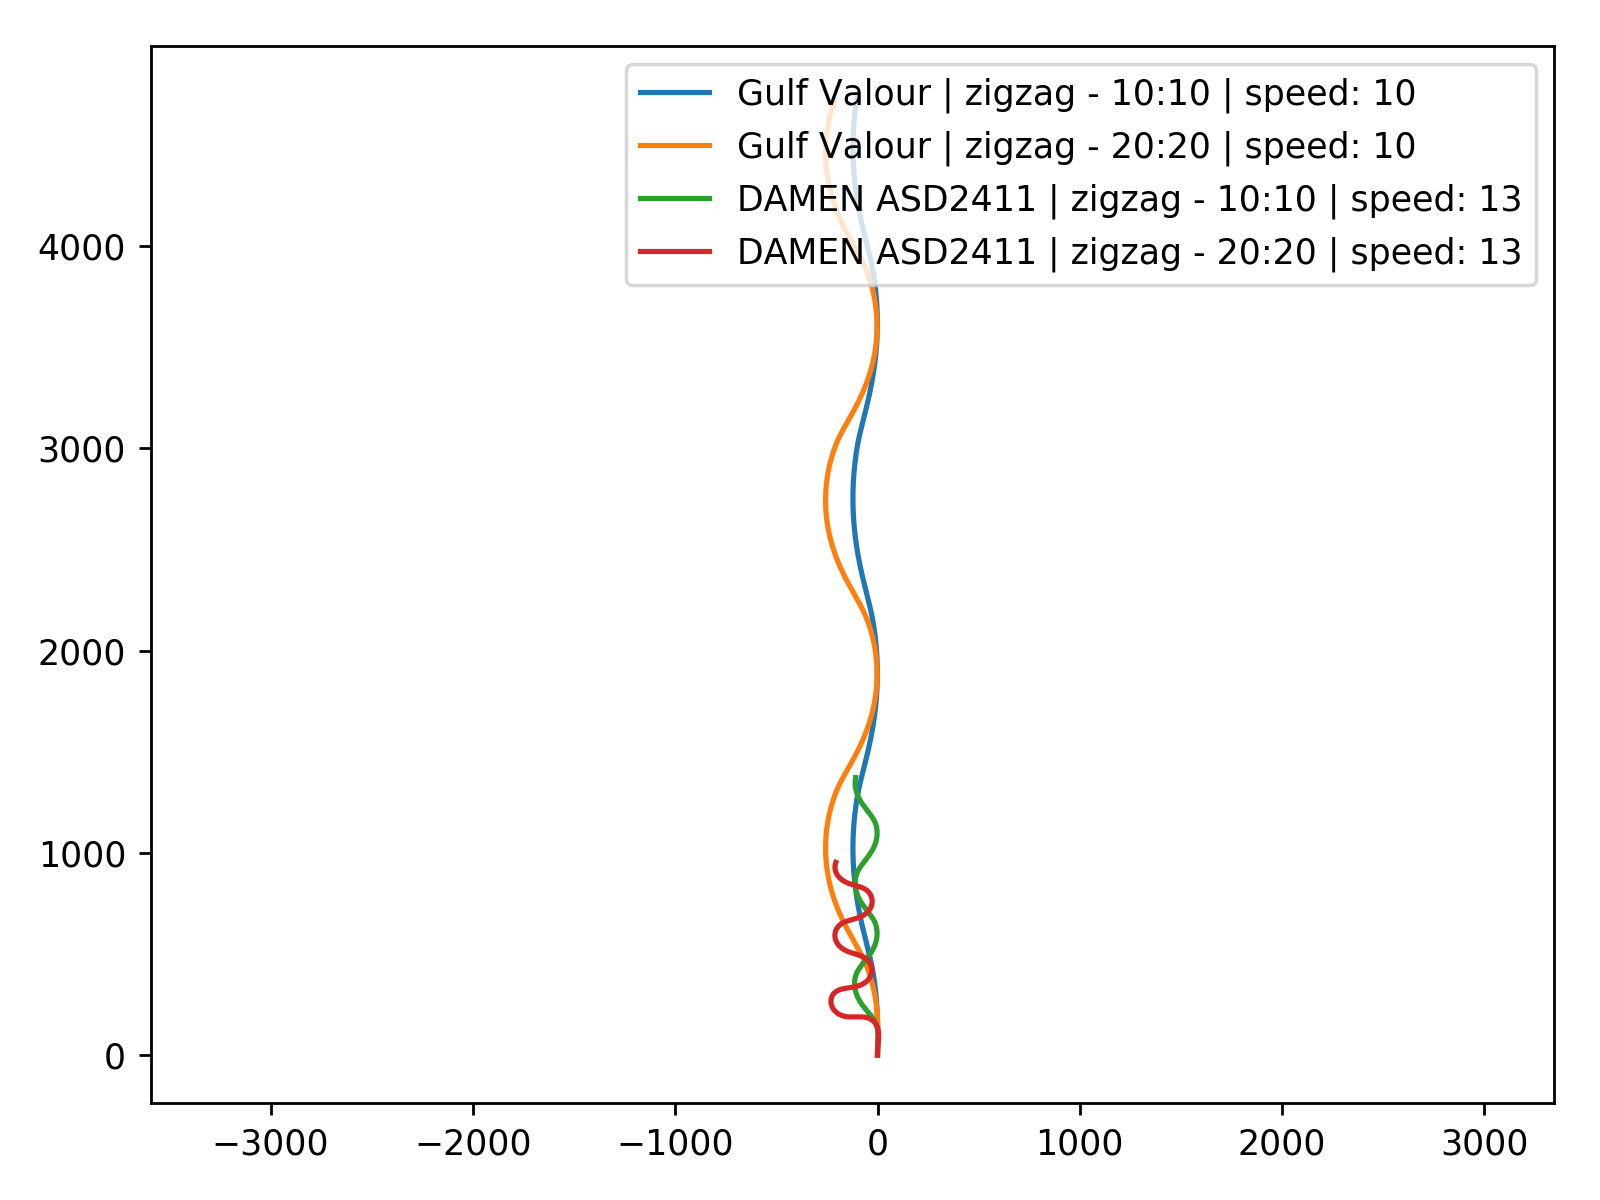 Gulf Valour | zigzag - 10:10 | speed: 10
Gulf Valour | zigzag - 20:20 | speed: 10
DAMEN ASD2411 | zigzag - 10:10 | speed: 13
DAMEN ASD2411 | zigzag - 20:20 | speed: 13
4000
3000
2000
1000
0
−3000 −2000 −1000 0 1000 2000 3000